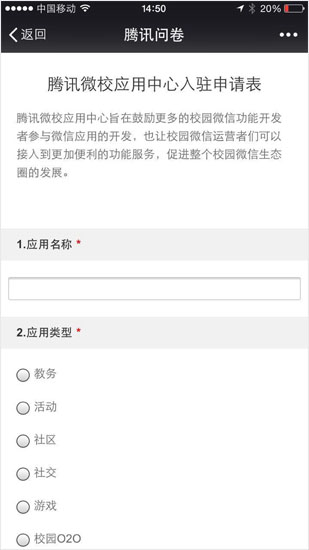 中国移动 14:50 20%
返回 腾讯问卷
腾讯微校应用中心入驻申请表
腾讯微校应用中心旨在鼓励更多的校园微信功能开发
者参与微信应用的开发，也让校园微信运营者们可以
接入到更加便利的功能服务，促进整个校园微信生态
圈的发展。
1.应用名称 *
2.应用类型 *
教务
活动
社区
社交
游戏
校园O2O